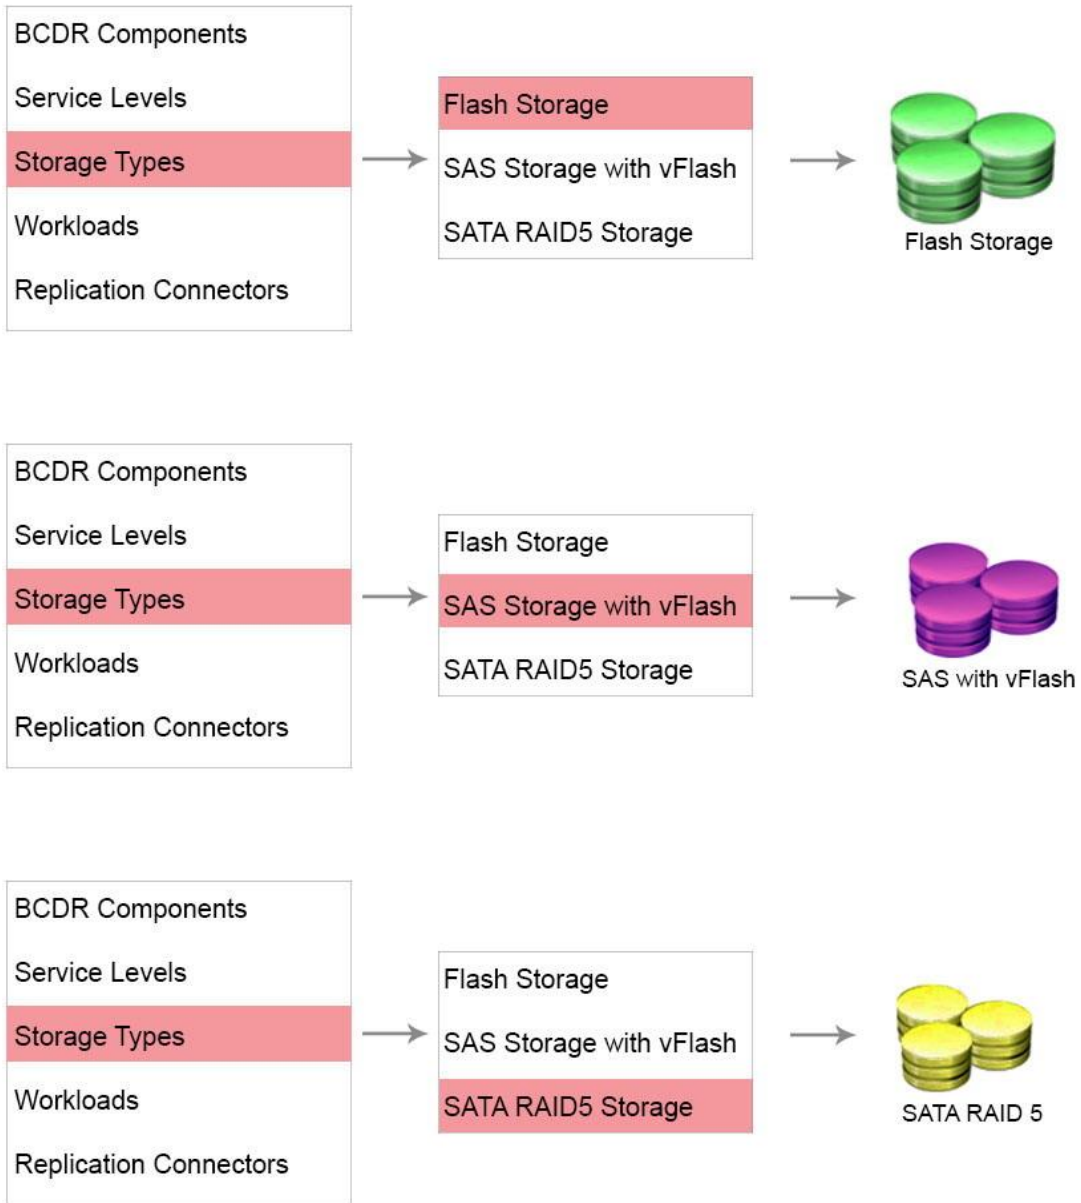 BCDR Components
Service Levels
Storage Types
Workloads
Replication Connectors
Flash Storage
SAS Storage with vFlash
SATA RAID5 Storage
Flash Storage
BCDR Components
Service Levels
Storage Types
Workloads
Replication Connectors
Flash Storage
SAS Storage with vFlash
SATA RAID5 Storage
SAS with vFlash
BCDR Components
Service Levels
Storage Types
Workloads
Replication Connectors
Flash Storage
SAS Storage with vFlash
SATA RAID5 Storage
SATA RAID 5